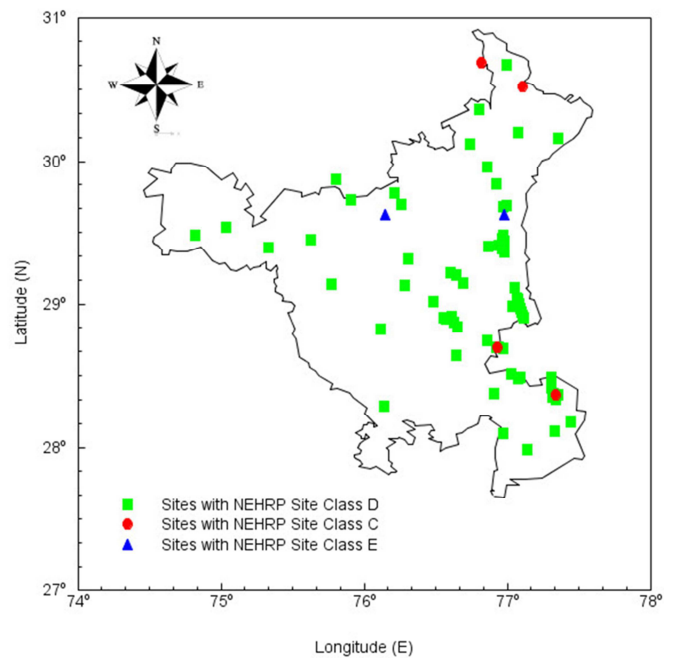 31°
N
W E
S
30°
Latitude (N)
29°
28°
Sites with NEHRP Site Class D
Sites with NEHRP Site Class C
Sites with NEHRP Site Class E
27°
74° 75° 76° 77° 78°
Longitude (E)